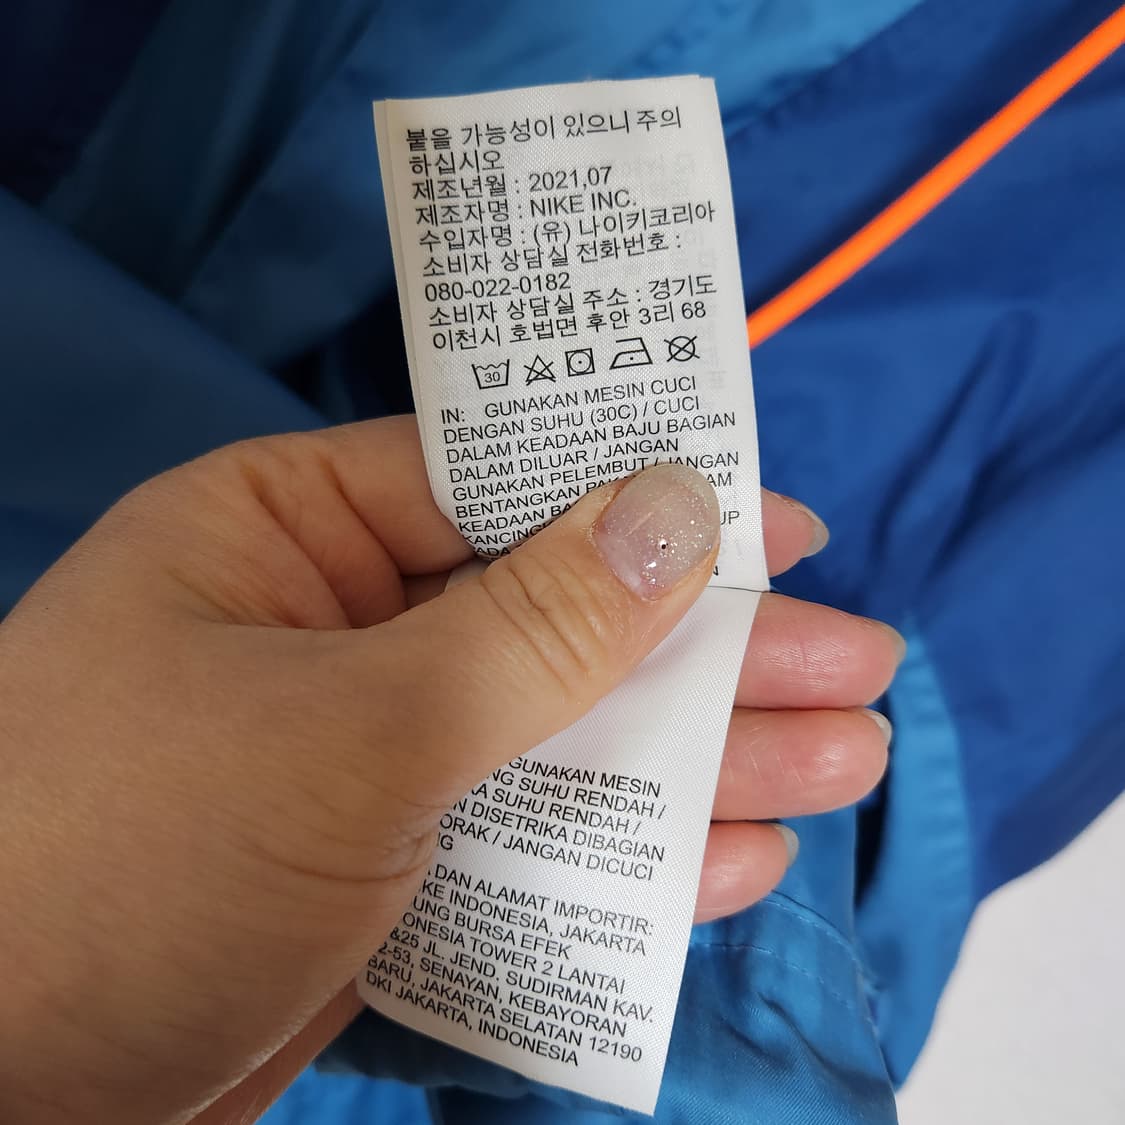 붙을 가능성이 있으니 주의
하십시오
제조년월 : 2021,07
제조자명 : NIKE INC.
수입자명 : (유) 나이키코리아
소비자 상담실 전화번호 :
080-022-0182
소비자 상담실 주소 : 경기도
이천시 호법면 후안 3리 68
30
IN: GUNAKAN MESIN CUCI
DENGAN SUHU (30C) / CUCI
DALAM KEADAAN BAJU BAGIAN
DALAM DILUAR / JANGAN
GUNAKAN PELEMBUT / JANGAN
BENTANGKAN
KEADAAN
GUNAKAN MESIN
SUHU RENDAH /
SUHU RENDAH /
DISETRIKA DIBAGIAN
/ JANGAN DICUCI
DAN ALAMAT IMPORTIR:
INDONESIA, JAKARTA
BURSA EFEK
TOWER 2 LANTAI
&25 JL. JEND. SUDIRMAN KAV.
2-53, SENAYAN, KEBAYORAN
BARU, JAKARTA SELATAN 12190
DKI JAKARTA, INDONESIA